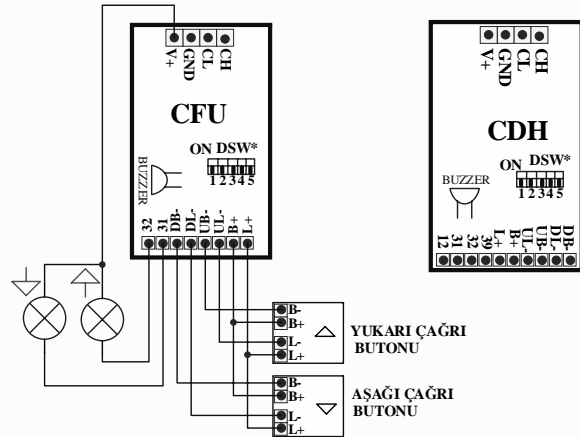 V+ GND CL CH
CFU
ON DSW*
1 2 3 4 5
BUZZER
32 31 DB- DL- UB- UL- B+ L+
B-
B+
L-
L+
YUKARI ÇAĞRI
BUTONU
B-
B+
L-
L+
AŞAĞI ÇAĞRI
BUTONU
V+ GND CL CH
CDH
ON DSW*
1 2 3 4 5
BUZZER
12 31 32 39 L+ B+ UL- UB- DL- DB-